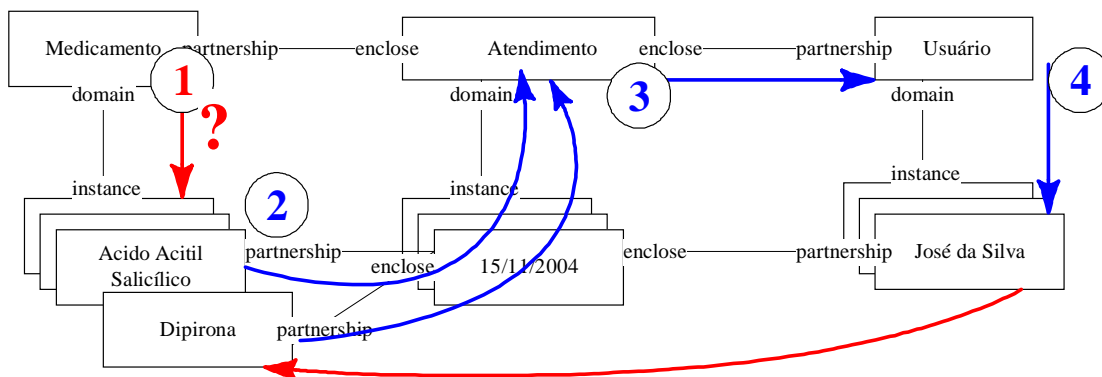 Medicamento partnership enclose Atendimento enclose partnership Usuário
1 3 4
domain domain domain
?
instance instance instance
2
Acido Acitil
Salicílico
partnership enclose 15/11/2004 enclose partnership José da Silva
Dipirona partnership